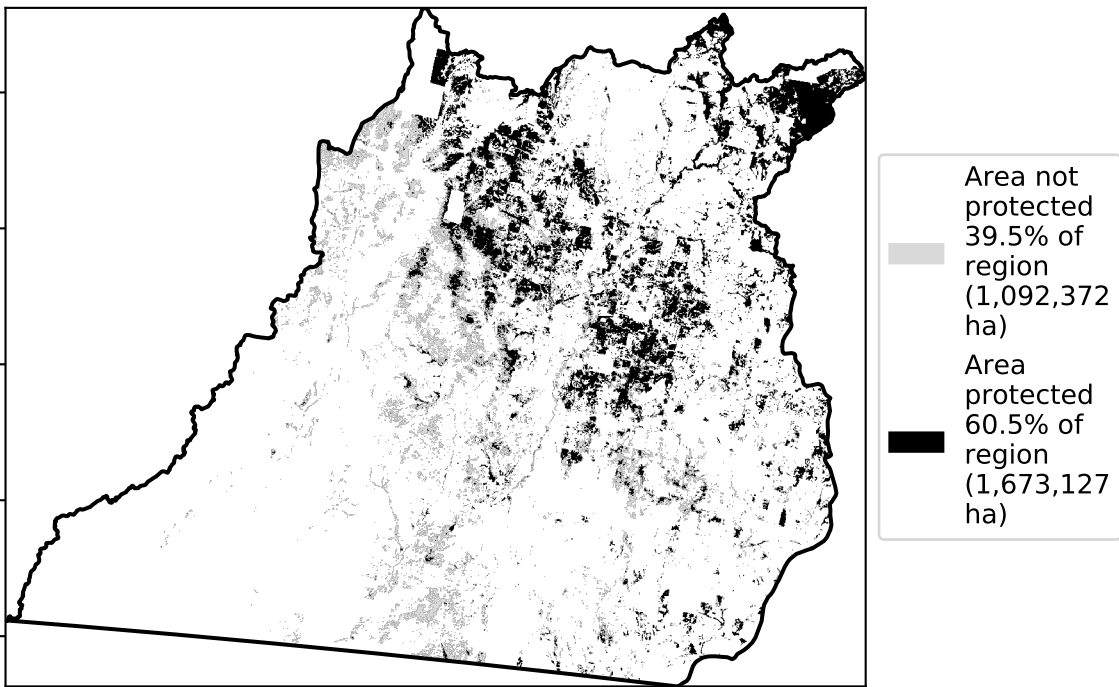 Area not
protected
39.5% of
region
(1,092,372
ha)
Area
protected
60.5% of
region
(1,673,127
ha)